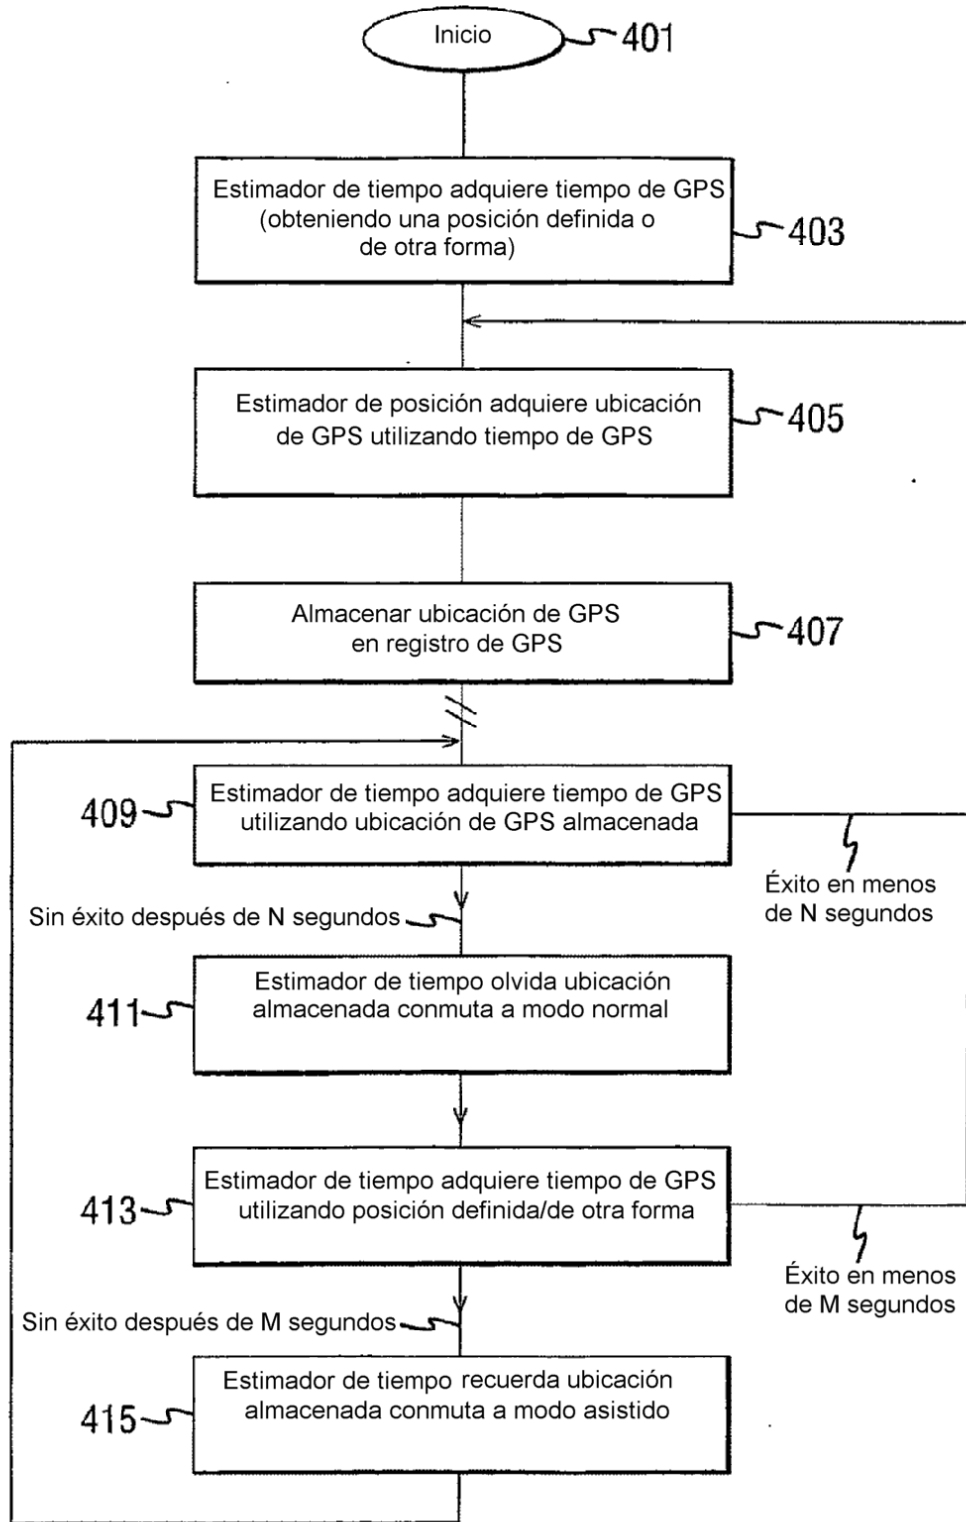 Inicio
401
Estimador de tiempo adquiere tiempo de GPS
(obteniendo una posición definida o
de otra forma)
403
Estimador de posición adquiere ubicación
de GPS utilizando tiempo de GPS
405
Almacenar ubicación de GPS
en registro de GPS
407
409
Estimador de tiempo adquiere tiempo de GPS
utilizando ubicación de GPS almacenada
Éxito en menos
de N segundos
Sin éxito después de N segundos
411
Estimador de tiempo olvida ubicación
almacenada conmuta a modo normal
413
Estimador de tiempo adquiere tiempo de GPS
utilizando posición definida/de otra forma
Éxito en menos
de M segundos
Sin éxito después de M segundos
415
Estimador de tiempo recuerda ubicación
almacenada conmuta a modo asistido